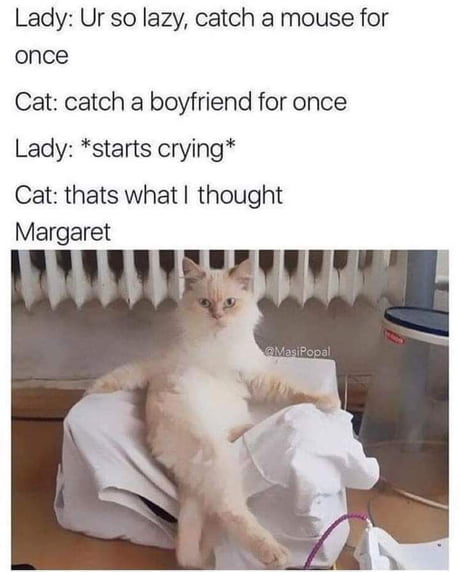 Lady: Ur so lazy, catch a mouse for
once
Cat: catch a boyfriend for once
Lady: *starts crying*
Cat: thats what I thought
Margaret
@MasiPopal